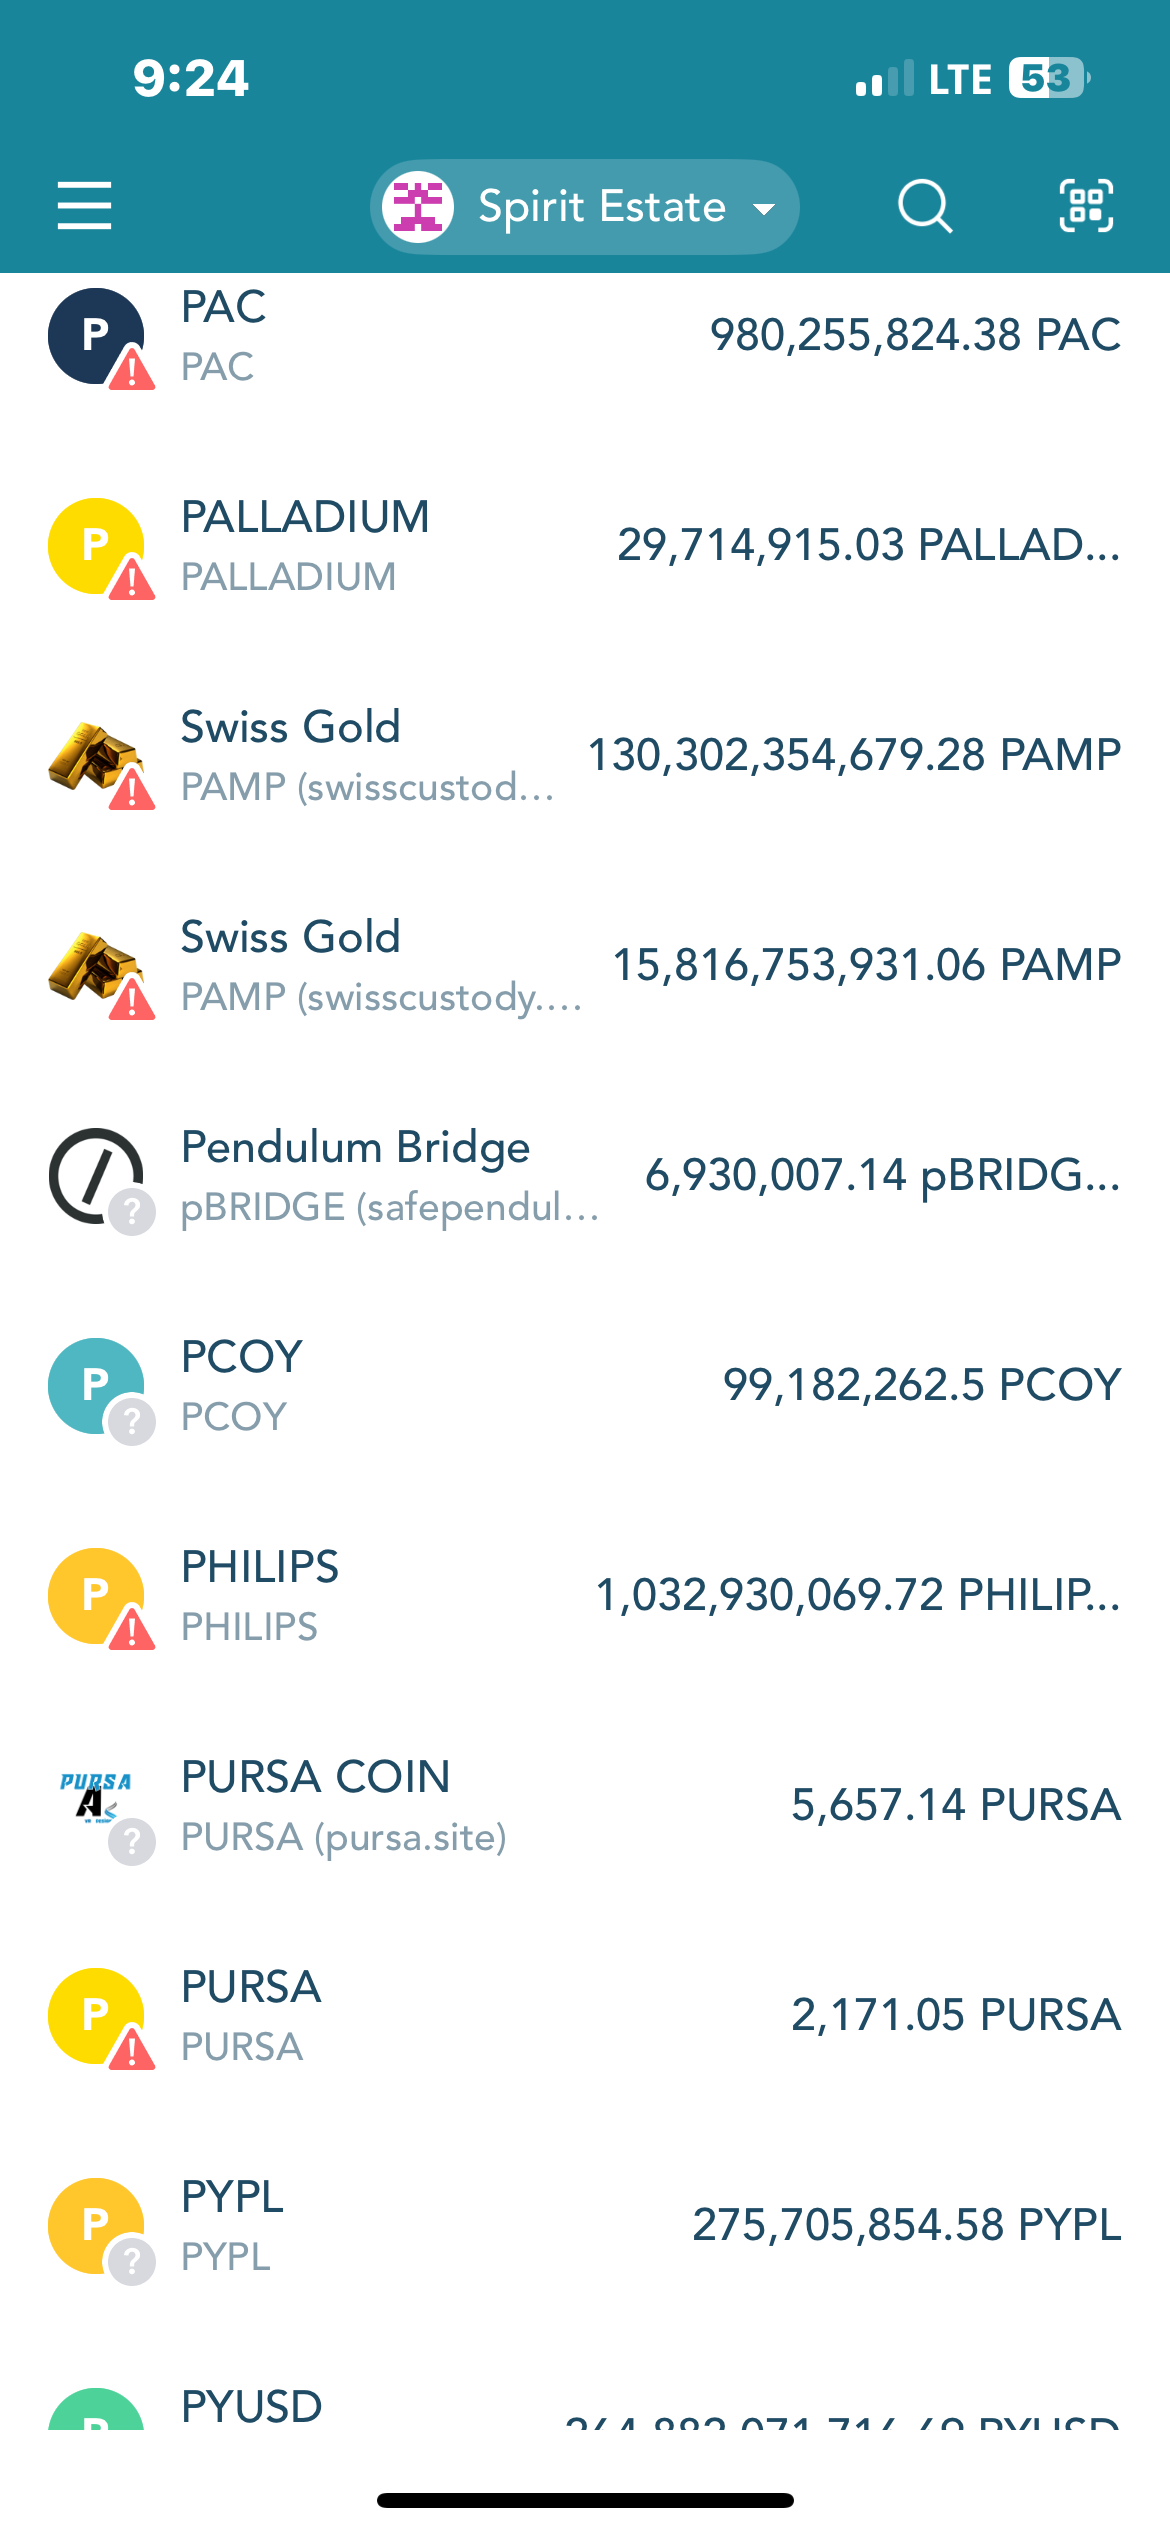 9:24
LTE 53
Spirit Estate
P
PAC
PAC
980,255,824.38 PAC
P
PALLADIUM
PALLADIUM
29,714,915.03 PALLAD...
Swiss Gold
PAMP (swisscustod...
130,302,354,679.28 PAMP
Swiss Gold
PAMP (swisscustody....
15,816,753,931.06 PAMP
Pendulum Bridge
pBRIDGE (safependul...
6,930,007.14 pBRIDG...
P
PCOY
PCOY
99,182,262.5 PCOY
P
PHILIPS
PHILIPS
1,032,930,069.72 PHILIP...
PURSA
PURSA COIN
PURSA (pursa.site)
5,657.14 PURSA
P
PURSA
PURSA
2,171.05 PURSA
P
PYPL
PYPL
275,705,854.58 PYPL
P
PYUSD
PYUSD